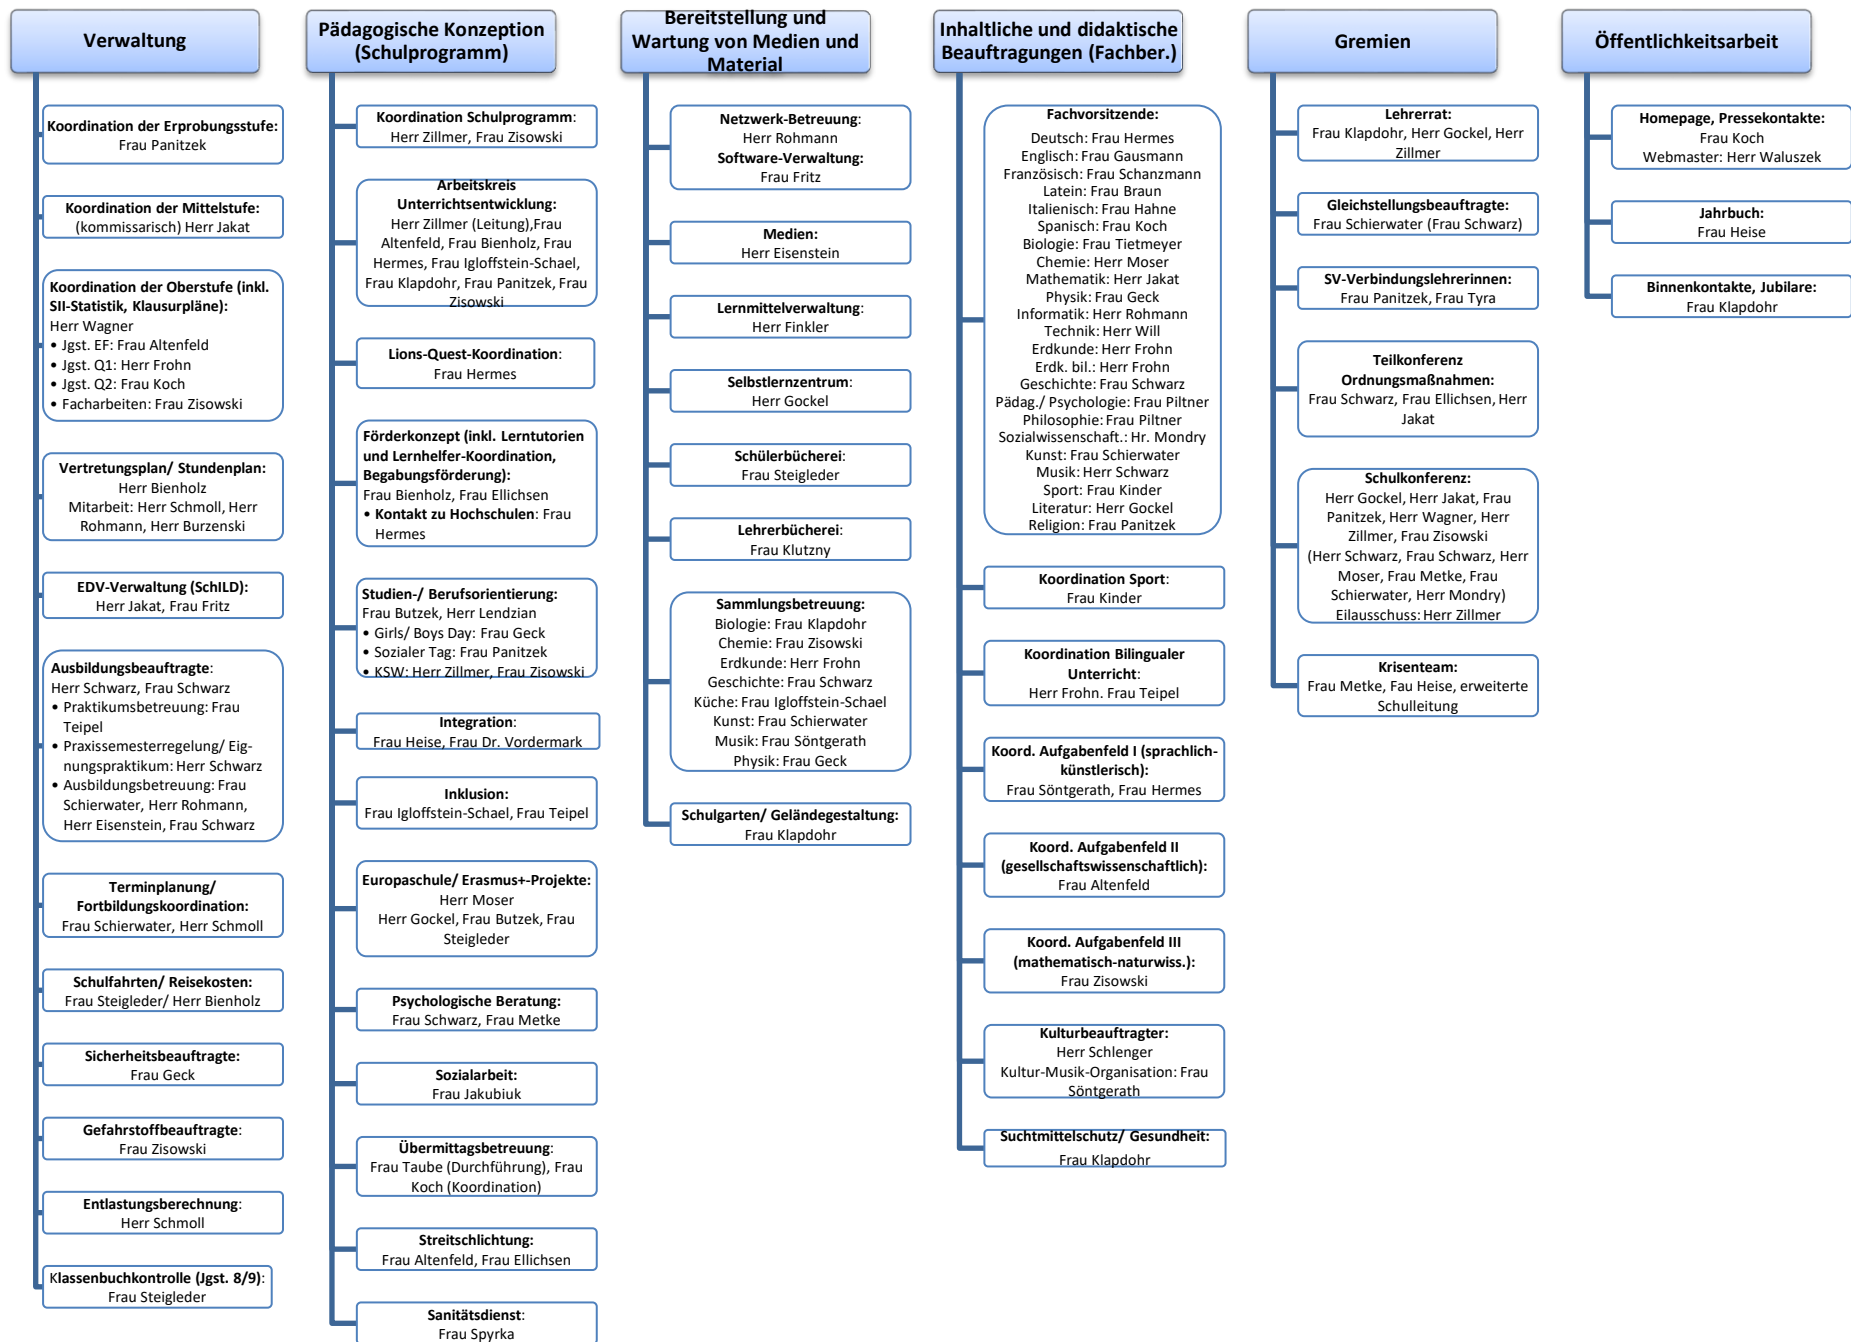 Verwaltung
Koordination der Erprobungsstufe:
Frau Panitzek
Koordination der Mittelstufe:
(kommissarisch) Herr Jakat
Koordination der Oberstufe (inkl.
SII-Statistik, Klausurpläne):
Herr Wagner
• Jgst. EF: Frau Altenfeld
• Jgst. Q1: Herr Frohn
• Jgst. Q2: Frau Koch
• Facharbeiten: Frau Zisowski
Vertretungsplan/ Stundenplan:
Herr Bienholz
Mitarbeit: Herr Schmoll, Herr
Rohmann, Herr Burzenski
EDV-Verwaltung (SchILD):
Herr Jakat, Frau Fritz
Ausbildungsbeauftragte:
Herr Schwarz, Frau Schwarz
• Praktikumsbetreuung: Frau
Teipel
• Praxissemesterregelung/ Eig-
nungspraktikum: Herr Schwarz
• Ausbildungsbetreuung: Frau
Schierwater, Herr Rohmann,
Herr Eisenstein, Frau Schwarz
Terminplanung/
Fortbildungskoordination:
Frau Schierwater, Herr Schmoll
Schulfahrten/ Reisekosten:
Frau Steigleder/ Herr Bienholz
Sicherheitsbeauftragte:
Frau Geck
Gefahrstoffbeauftragte:
Frau Zisowski
Entlastungsberechnung:
Herr Schmoll
Klassenbuchkontrolle (Jgst. 8/9):
Frau Steigleder
Pädagogische Konzeption
(Schulprogramm)
Koordination Schulprogramm:
Herr Zillmer, Frau Zisowski
Arbeitskreis
Unterrichtsentwicklung:
Herr Zillmer (Leitung),Frau
Altenfeld, Frau Bienholz, Frau
Hermes, Frau Igloffstein-Schael,
Frau Klapdohr, Frau Panitzek, Frau
Zisowski
Lions-Quest-Koordination:
Frau Hermes
Förderkonzept (inkl. Lerntutorien
und Lernhelfer-Koordination,
Begabungsförderung):
Frau Bienholz, Frau Ellichsen
• Kontakt zu Hochschulen: Frau
Hermes
Studien-/ Berufsorientierung:
Frau Butzek, Herr Lendzian
• Girls/ Boys Day: Frau Geck
• Sozialer Tag: Frau Panitzek
• KSW: Herr Zillmer, Frau Zisowski
Integration:
Frau Heise, Frau Dr. Vordermark
Inklusion:
Frau Igloffstein-Schael, Frau Teipel
Europaschule/ Erasmus+-Projekte:
Herr Moser
Herr Gockel, Frau Butzek, Frau
Steigleder
Psychologische Beratung:
Frau Schwarz, Frau Metke
Sozialarbeit:
Frau Jakubiuk
Übermittagsbetreuung:
Frau Taube (Durchführung), Frau
Koch (Koordination)
Streitschlichtung:
Frau Altenfeld, Frau Ellichsen
Sanitätsdienst:
Frau Spyrka
Bereitstellung und
Wartung von Medien und
Material
Netzwerk-Betreuung:
Herr Rohmann
Software-Verwaltung:
Frau Fritz
Medien:
Herr Eisenstein
Lernmittelverwaltung:
Herr Finkler
Selbstlernzentrum:
Herr Gockel
Schülerbücherei:
Frau Steigleder
Lehrerbücherei:
Frau Klutzny
Sammlungsbetreuung:
Biologie: Frau Klapdohr
Chemie: Frau Zisowski
Erdkunde: Herr Frohn
Geschichte: Frau Schwarz
Küche: Frau Igloffstein-Schael
Kunst: Frau Schierwater
Musik: Frau Söntgerath
Physik: Frau Geck
Schulgarten/ Geländegestaltung:
Frau Klapdohr
Inhaltliche und didaktische
Beauftragungen (Fachber.)
Fachvorsitzende:
Deutsch: Frau Hermes
Englisch: Frau Gausmann
Französisch: Frau Schanzmann
Latein: Frau Braun
Italienisch: Frau Hahne
Spanisch: Frau Koch
Biologie: Frau Tietmeyer
Chemie: Herr Moser
Mathematik: Herr Jakat
Physik: Frau Geck
Informatik: Herr Rohmann
Technik: Herr Will
Erdkunde: Herr Frohn
Erdk. bil.: Herr Frohn
Geschichte: Frau Schwarz
Pädag./ Psychologie: Frau Piltner
Philosophie: Frau Piltner
Sozialwissenschaft.: Hr. Mondry
Kunst: Frau Schierwater
Musik: Herr Schwarz
Sport: Frau Kinder
Literatur: Herr Gockel
Religion: Frau Panitzek
Koordination Sport:
Frau Kinder
Koordination Bilingualer
Unterricht:
Herr Frohn. Frau Teipel
Koord. Aufgabenfeld I (sprachlich-
künstlerisch):
Frau Söntgerath, Frau Hermes
Koord. Aufgabenfeld II
(gesellschaftswissenschaftlich):
Frau Altenfeld
Koord. Aufgabenfeld III
(mathematisch-naturwiss.):
Frau Zisowski
Kulturbeauftragter:
Herr Schlenger
Kultur-Musik-Organisation: Frau
Söntgerath
Suchtmittelschutz/ Gesundheit:
Frau Klapdohr
Gremien
Lehrerrat:
Frau Klapdohr, Herr Gockel, Herr
Zillmer
Gleichstellungsbeauftragte:
Frau Schierwater (Frau Schwarz)
SV-Verbindungslehrerinnen:
Frau Panitzek, Frau Tyra
Teilkonferenz
Ordnungsmaßnahmen:
Frau Schwarz, Frau Ellichsen, Herr
Jakat
Schulkonferenz:
Herr Gockel, Herr Jakat, Frau
Panitzek, Herr Wagner, Herr
Zillmer, Frau Zisowski
(Herr Schwarz, Frau Schwarz, Herr
Moser, Frau Metke, Frau
Schierwater, Herr Mondry)
Eilausschuss: Herr Zillmer
Krisenteam:
Frau Metke, Fau Heise, erweiterte
Schulleitung
Öffentlichkeitsarbeit
Homepage, Pressekontakte:
Frau Koch
Webmaster: Herr Waluszek
Jahrbuch:
Frau Heise
Binnenkontakte, Jubilare:
Frau Klapdohr